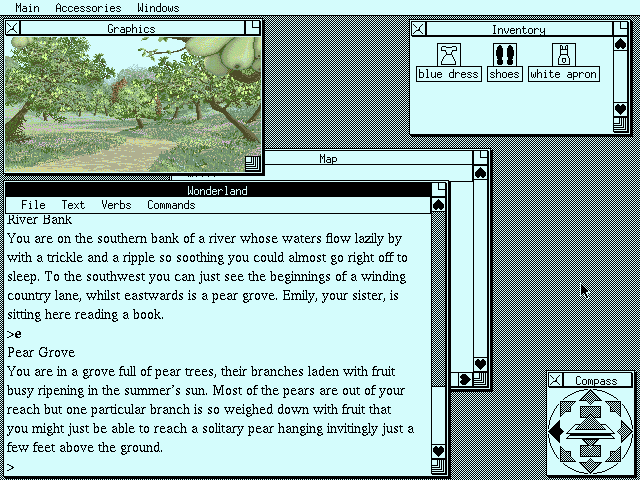 Main Accessories Windows
Graphics
Inventory
blue dress shoes white apron
Map
Wonderland
File Text Verbs Commands
River Bank
You are on the southern bank of a river whose waters flow lazily by
with a trickle and a ripple so soothing you could almost go right off to
sleep. To the southwest you can just see the beginnings of a winding
country lane, whilst eastwards is a pear grove. Emily, your sister, is
sitting here reading a book.
>e
Pear Grove
You are in a grove full of pear trees, their branches laden with fruit
busy ripening in the summer's sun. Most of the pears are out of your
reach but one particular branch is so weighed down with fruit that
you might just be able to reach a solitary pear hanging invitingly just a
few feet above the ground.
>
Compass